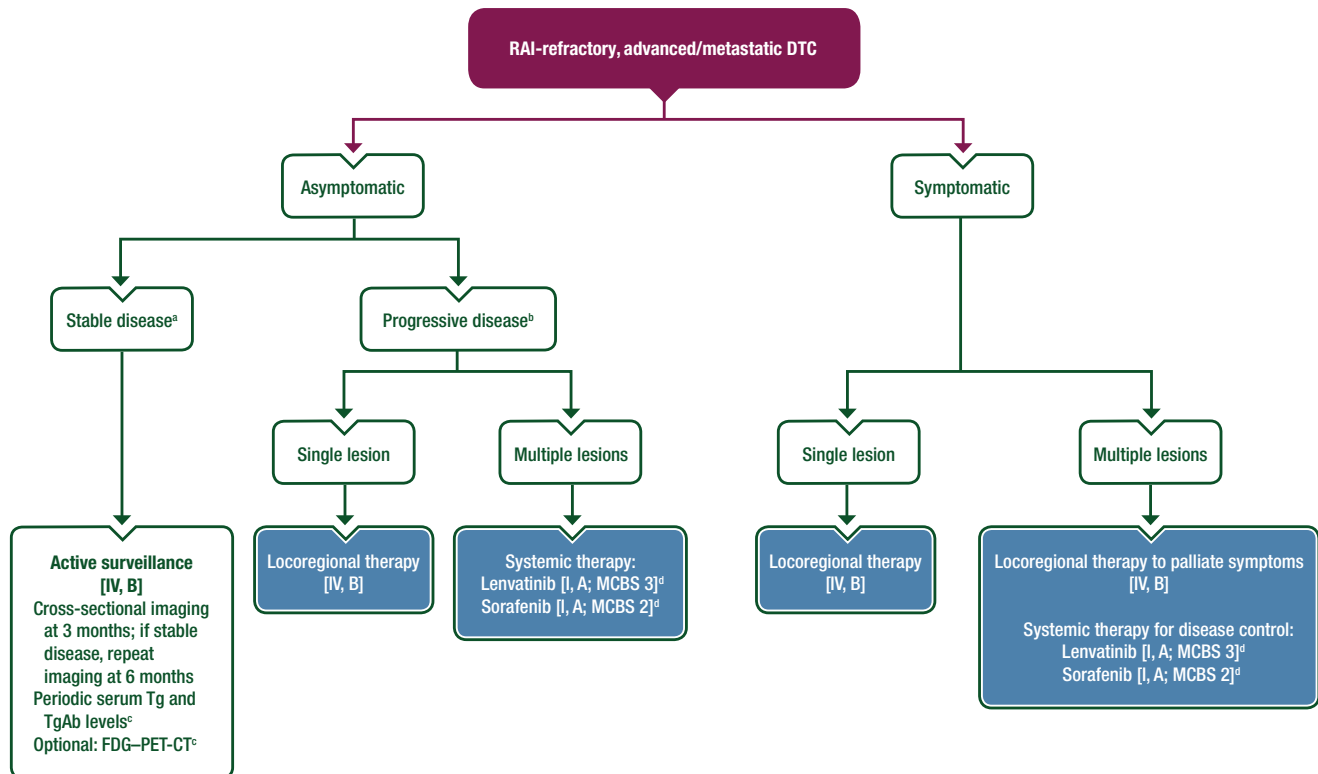 RAI-refractory, advanced/metastatic DTC
Asymptomatic
Symptomatic
Stable diseaseᵃ
Progressive diseaseᵇ
Single lesion
Multiple lesions
Single lesion
Multiple lesions
Active surveillance
[IV, B]
Cross-sectional imaging
at 3 months; if stable
disease, repeat
imaging at 6 months
Periodic serum Tg and
TgAb levelsᶜ
Optional: FDG–PET-CTᶜ
Locoregional therapy
[IV, B]
Systemic therapy:
Lenvatinib [I, A; MCBS 3]ᵈ
Sorafenib [I, A; MCBS 2]ᵈ
Locoregional therapy
[IV, B]
Locoregional therapy to palliate symptoms
[IV, B]
Systemic therapy for disease control:
Lenvatinib [I, A; MCBS 3]ᵈ
Sorafenib [I, A; MCBS 2]ᵈ